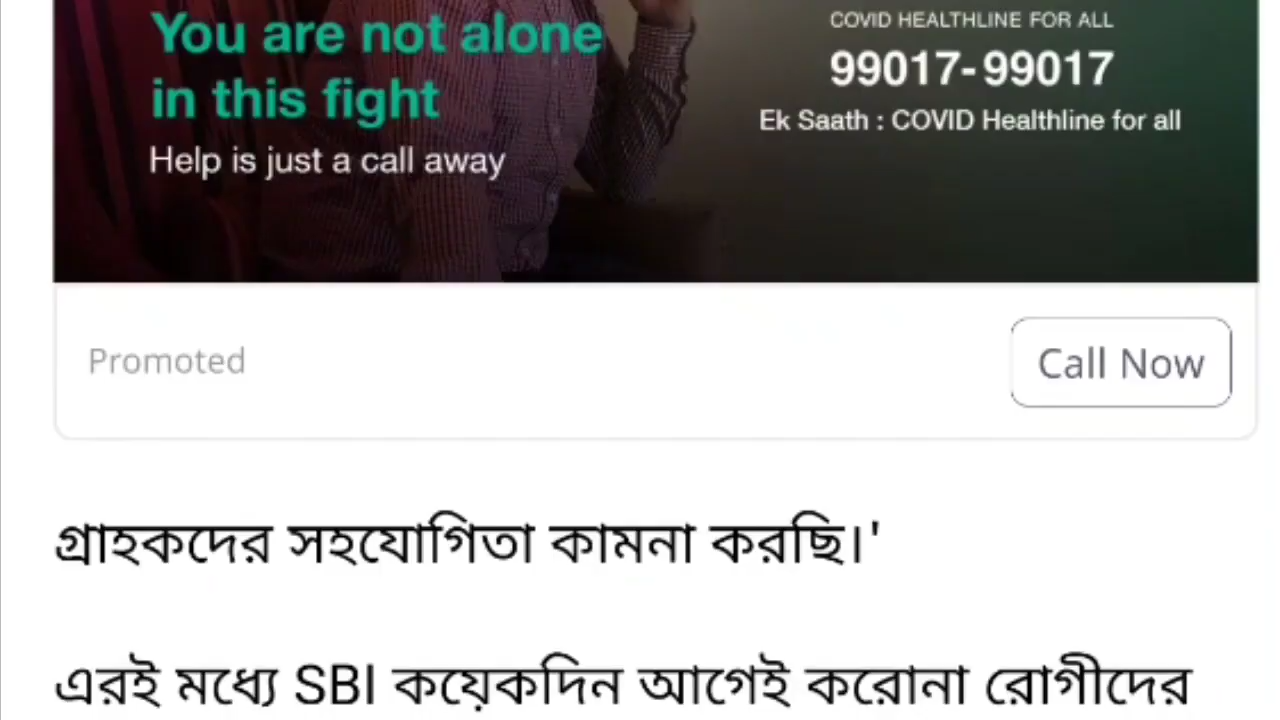 You are not alone
in this fight
Help is just a call away
COVID HEALTHLINE FOR ALL
99017-99017
Ek Saath : COVID Healthline for all
Promoted
Call Now
গ্রাহকদের সহযোগিতা কামনা করছি।'
এরই মধ্যে SBI কয়েকদিন আগেই করোনা রোগীদের